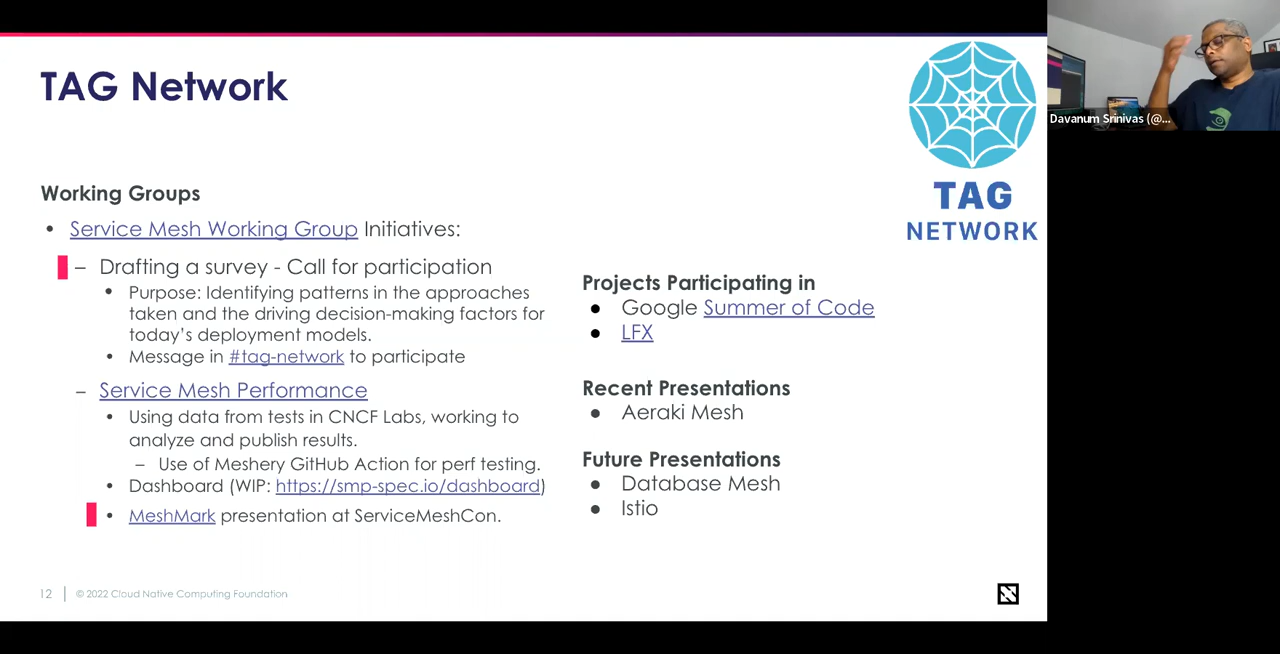 TAG Network
TAG
NETWORK
Davanum Srinivas (@...
Working Groups
• Service Mesh Working Group Initiatives:
– Drafting a survey - Call for participation
• Purpose: Identifying patterns in the approaches
taken and the driving decision-making factors for
today's deployment models.
• Message in #tag-network to participate
– Service Mesh Performance
• Using data from tests in CNCF Labs, working to
analyze and publish results.
– Use of Meshery GitHub Action for perf testing.
• Dashboard (WIP: https://smp-spec.io/dashboard)
• MeshMark presentation at ServiceMeshCon.
Projects Participating in
● Google Summer of Code
● LFX
Recent Presentations
● Aeraki Mesh
Future Presentations
● Database Mesh
● Istio
12 | © 2022 Cloud Native Computing Foundation